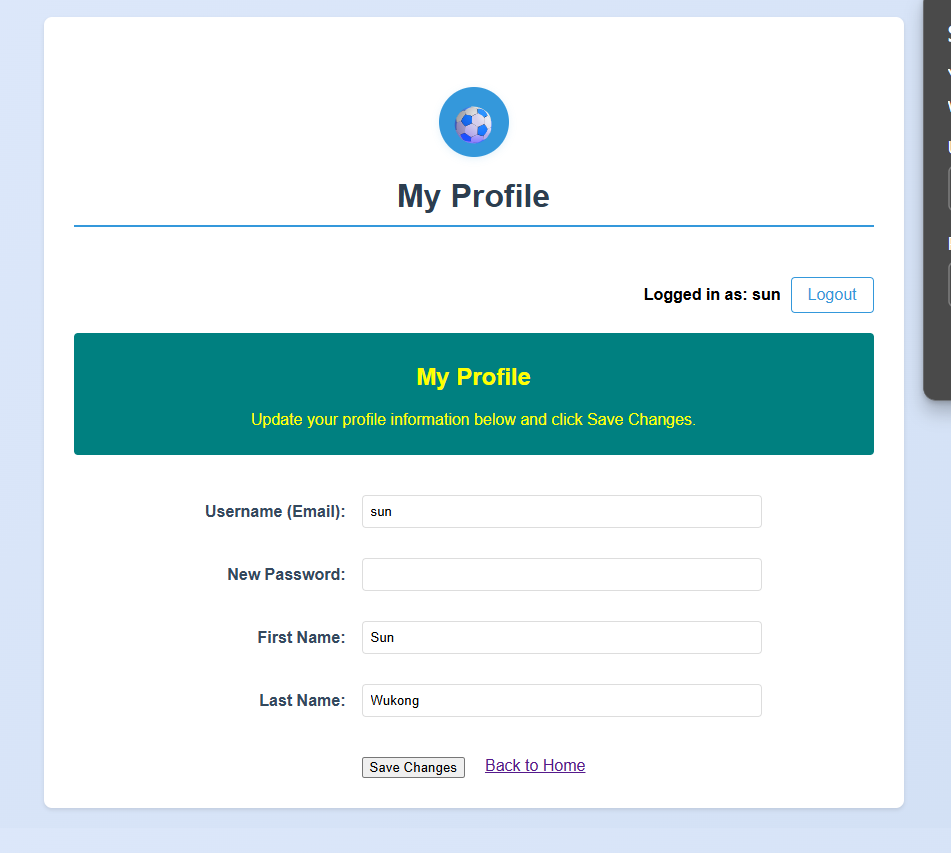 My Profile
Logged in as: sun
Logout
My Profile
Update your profile information below and click Save Changes.
Username (Email):
sun
New Password:
First Name:
Sun
Last Name:
Wukong
Save Changes
Back to Home